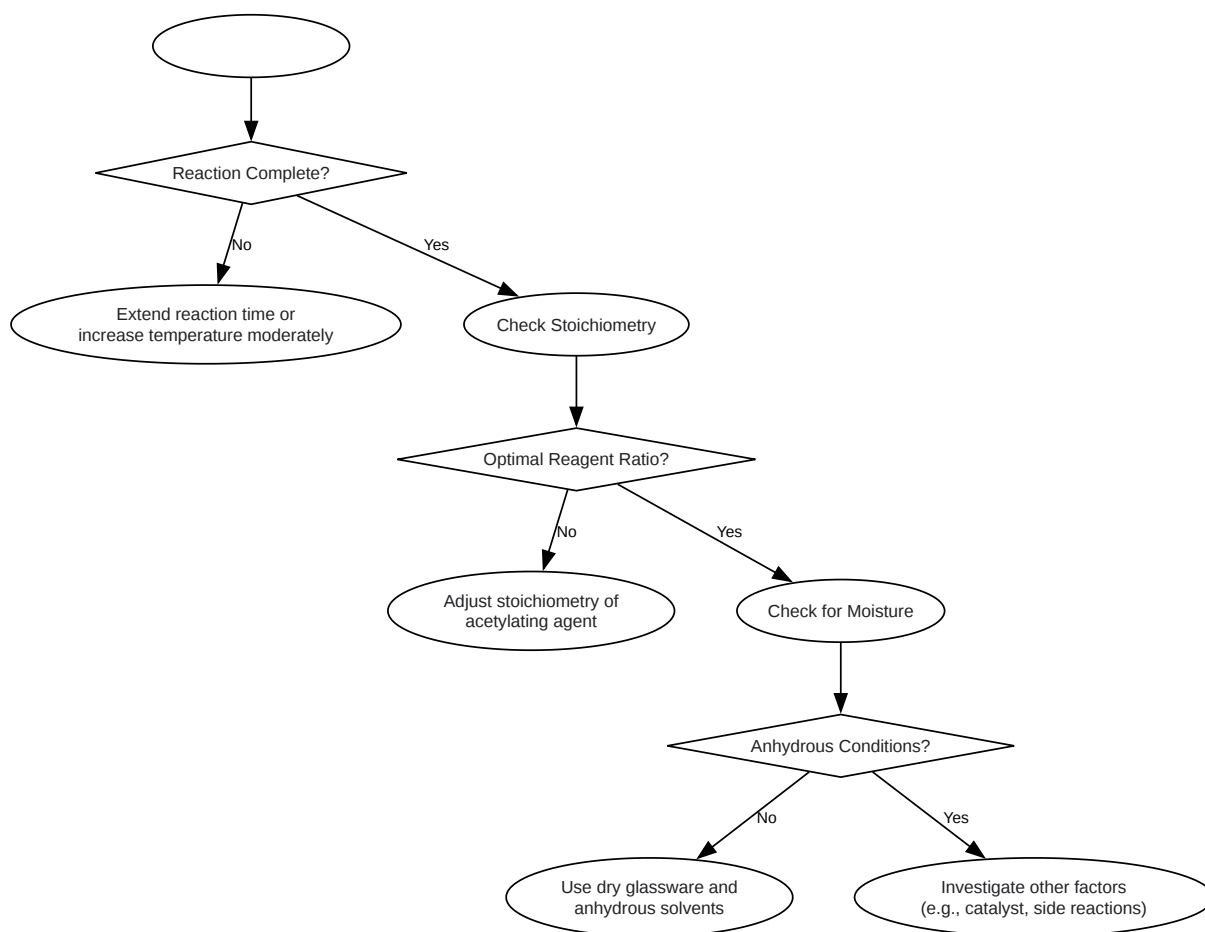 Reaction Complete?
No
Yes
Extend reaction time or
increase temperature moderately
Check Stoichiometry
Optimal Reagent Ratio?
No
Yes
Adjust stoichiometry of
acetylating agent
Check for Moisture
Anhydrous Conditions?
No
Yes
Use dry glassware and
anhydrous solvents
Investigate other factors
(e.g., catalyst, side reactions)